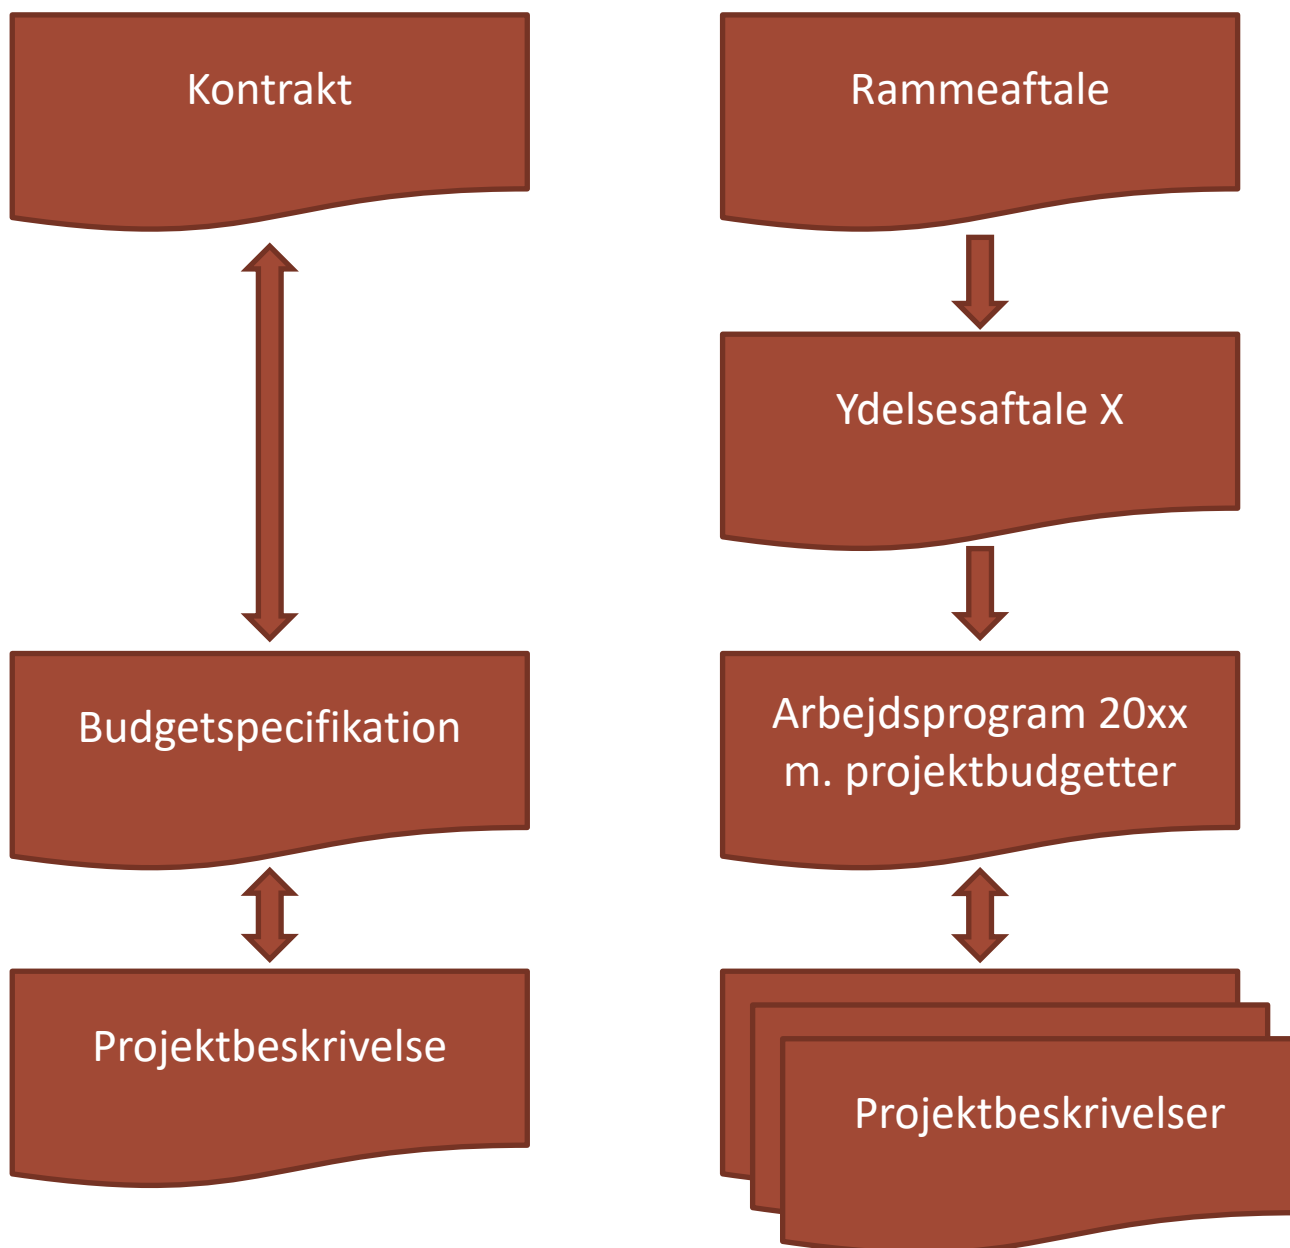 Kontrakt
Rammeaftale
Ydelsesaftale X
Budgetspecifikation
Arbejdsprogram 20xx
m. projektbudgetter
Projektbeskrivelse
Projektbeskrivelser